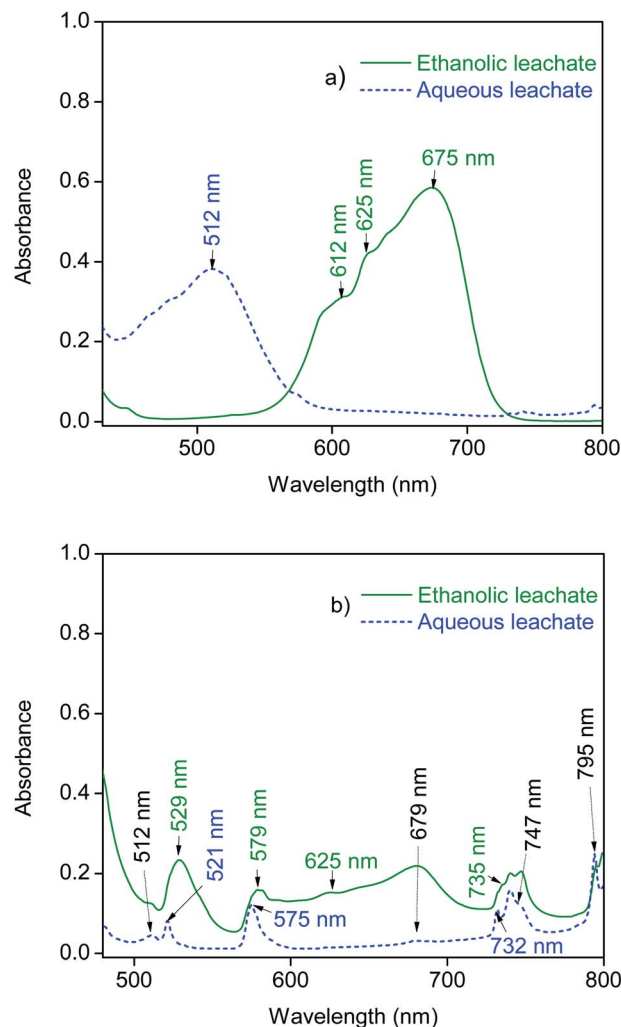 a)
Ethanolic leachate
Aqueous leachate
1.0
0.8
0.6
0.4
0.2
0.0
Absorbance
512 nm
612 nm
625 nm
675 nm
500
600
700
800
Wavelength (nm)
b)
Ethanolic leachate
Aqueous leachate
1.0
0.8
0.6
0.4
0.2
0.0
Absorbance
512 nm
529 nm
521 nm
579 nm
575 nm
625 nm
679 nm
735 nm
732 nm
747 nm
795 nm
500
600
700
800
Wavelength (nm)